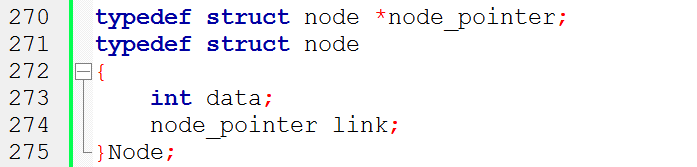 270 typedef struct node *node_pointer;
271 typedef struct node
272 {
273     int data;
274     node_pointer link;
275 }Node;